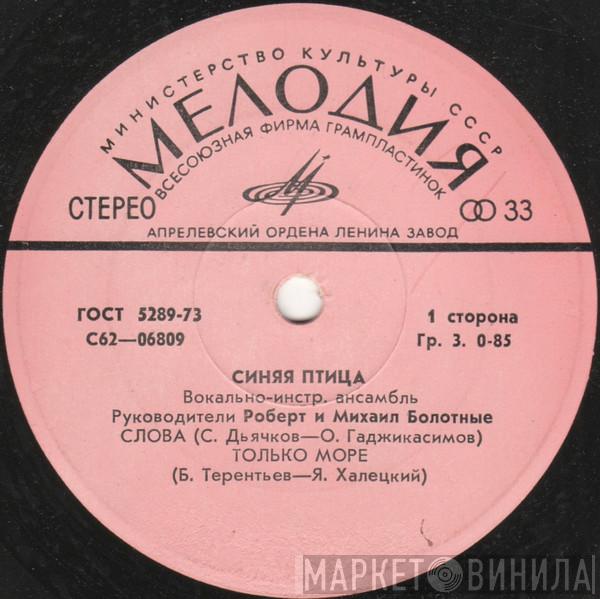 МИНИСТЕРСТВО КУЛЬТУРЫ СССР
МЕЛОДИЯ
ВСЕСОЮЗНАЯ ФИРМА ГРАМПЛАСТИНОК
СТЕРЕО
33
АПРЕЛЕВСКИЙ ОРДЕНА ЛЕНИНА ЗАВОД
ГОСТ 5289-73
1 сторона
С62—06809
Гр. 3. 0-85
СИНЯЯ ПТИЦА
Вокально-инстр. ансамбль
Руководители Роберт и Михаил Болотные
СЛОВА (С. Дьячков—О. Гаджикасимов)
ТОЛЬКО МОРЕ
(Б. Терентьев—Я. Халецкий)
МАРКЕТ ВИНИЛА